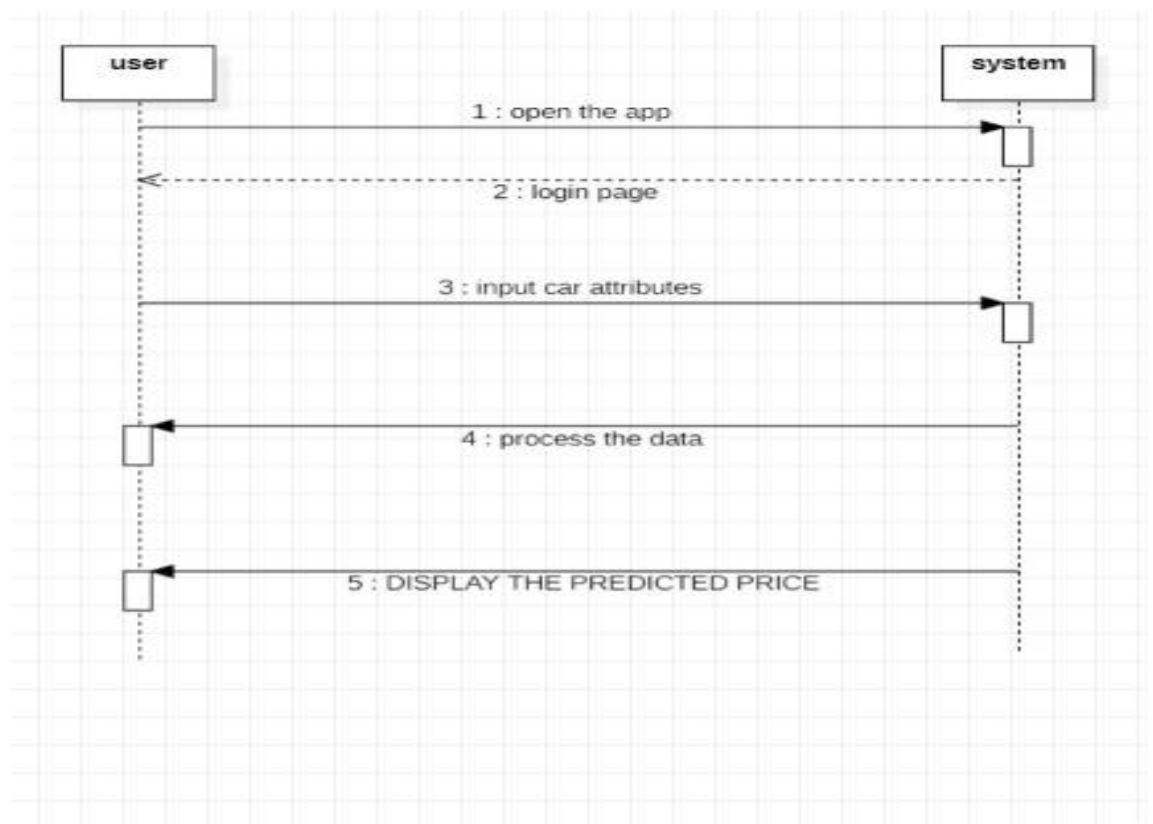 user
system
1 : open the app
2 : login page
3 : input car attributes
4 : process the data
5 : DISPLAY THE PREDICTED PRICE